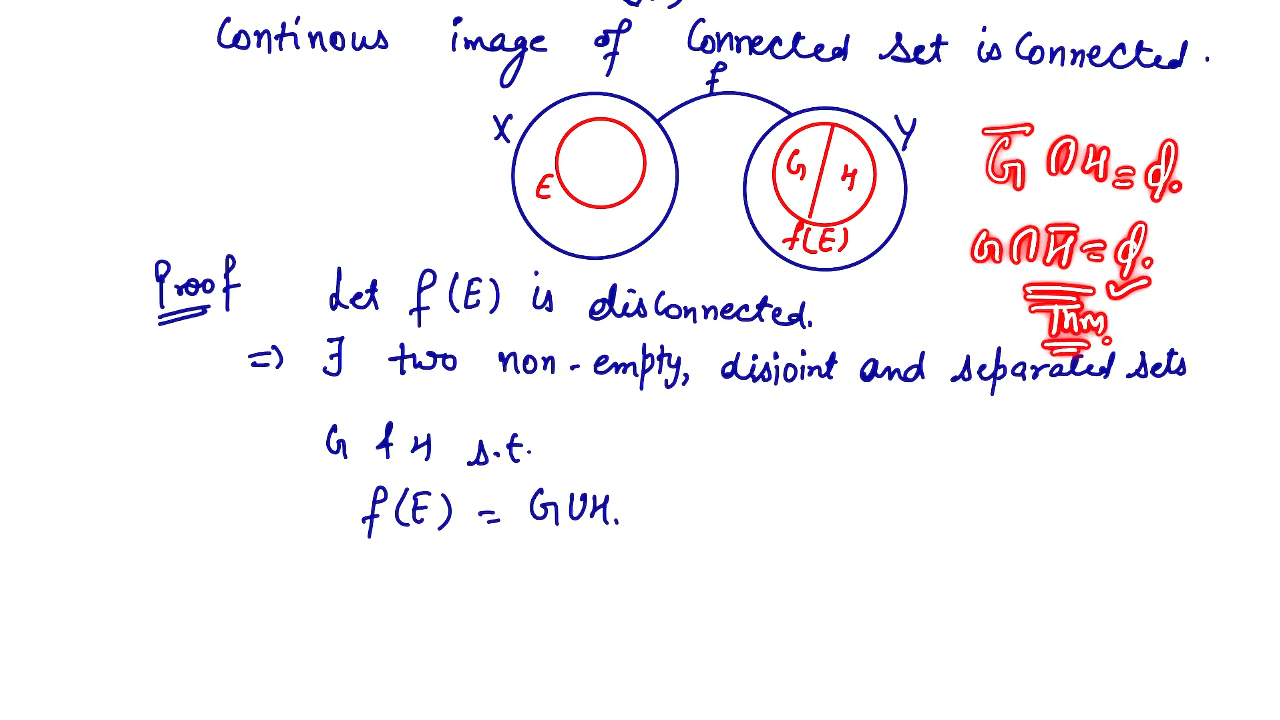 Continous image of Connected set is Connected.
f
X
Y
E
G H
f(E)
G̅ ∩ H = φ.
G ∩ H̅ = φ.
Thm.
Proof Let f(E) is disconnected.
=> ∃ two non-empty, disjoint and separated sets
G & H s.t.
f(E) = G ∪ H.